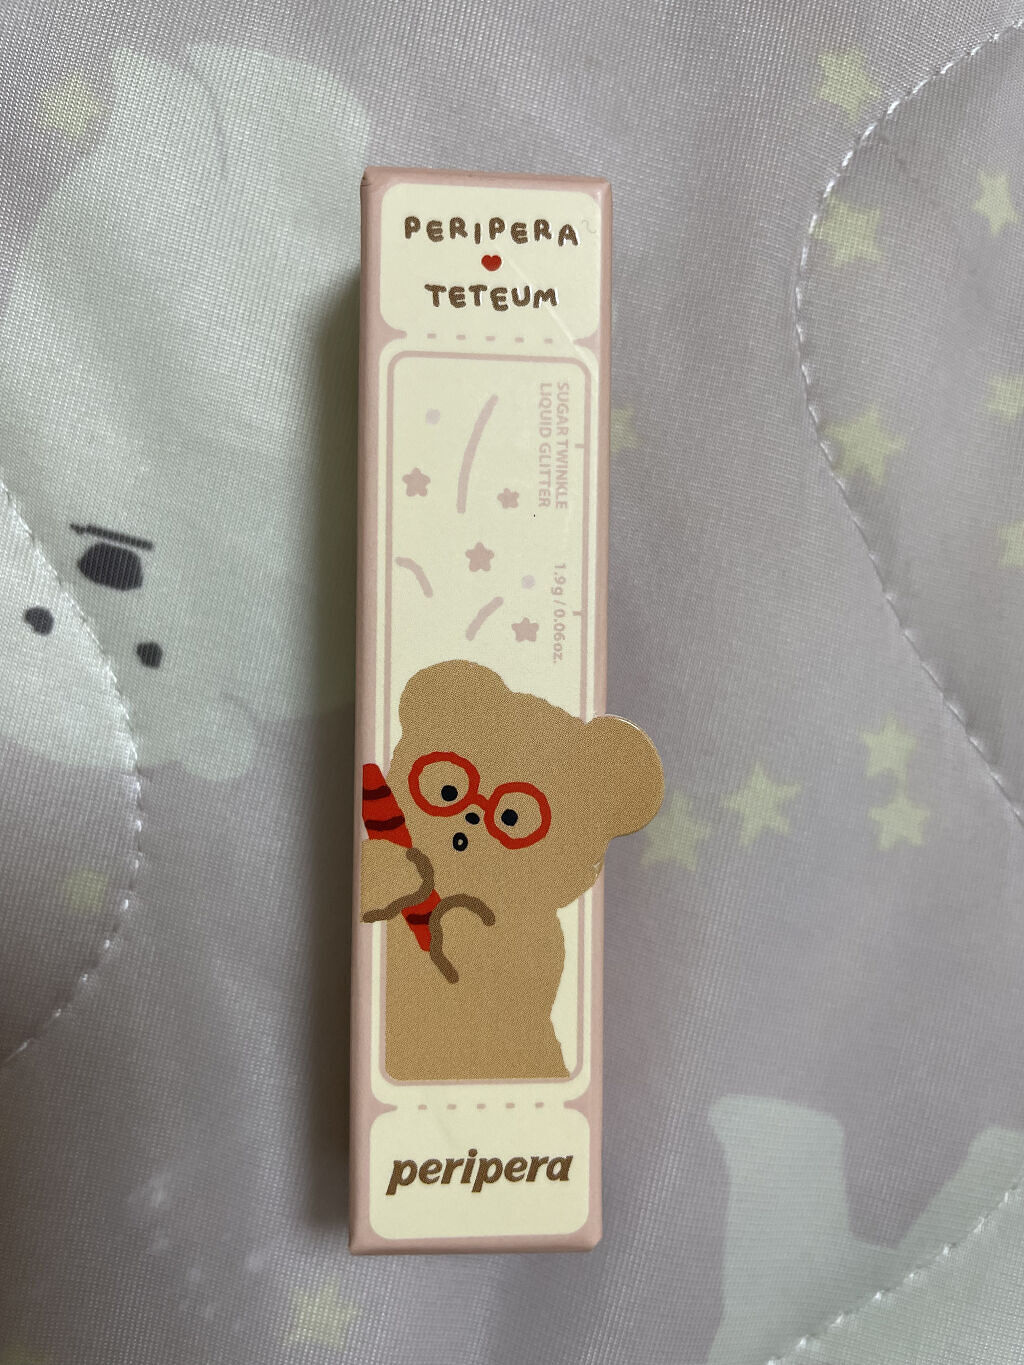 PERIPERA
TETEUM
SUGAR TWINKLE
LIQUID GLITTER
1.9g / 0.06oz.
peripera